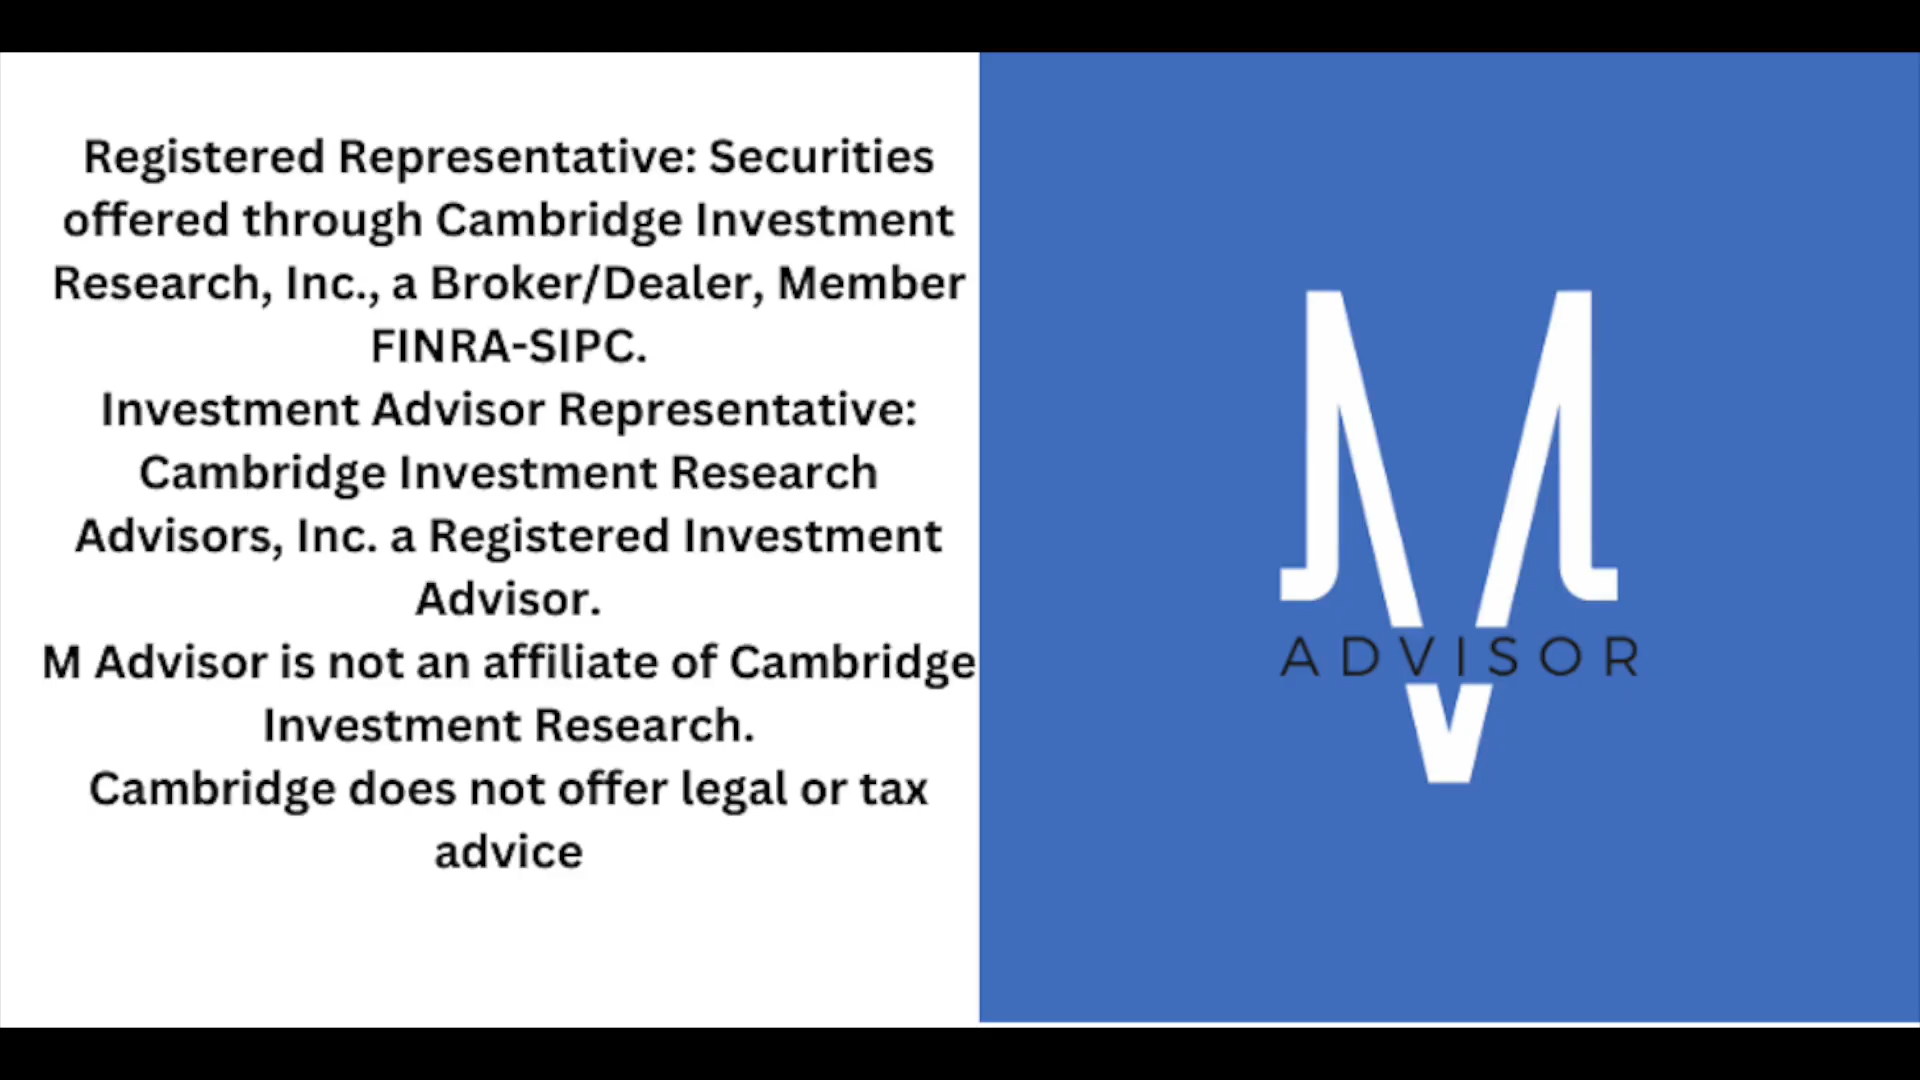 Registered Representative: Securities
offered through Cambridge Investment
Research, Inc., a Broker/Dealer, Member
FINRA-SIPC.
Investment Advisor Representative:
Cambridge Investment Research
Advisors, Inc. a Registered Investment
Advisor.
M Advisor is not an affiliate of Cambridge
Investment Research.
Cambridge does not offer legal or tax
advice
M
ADVISOR